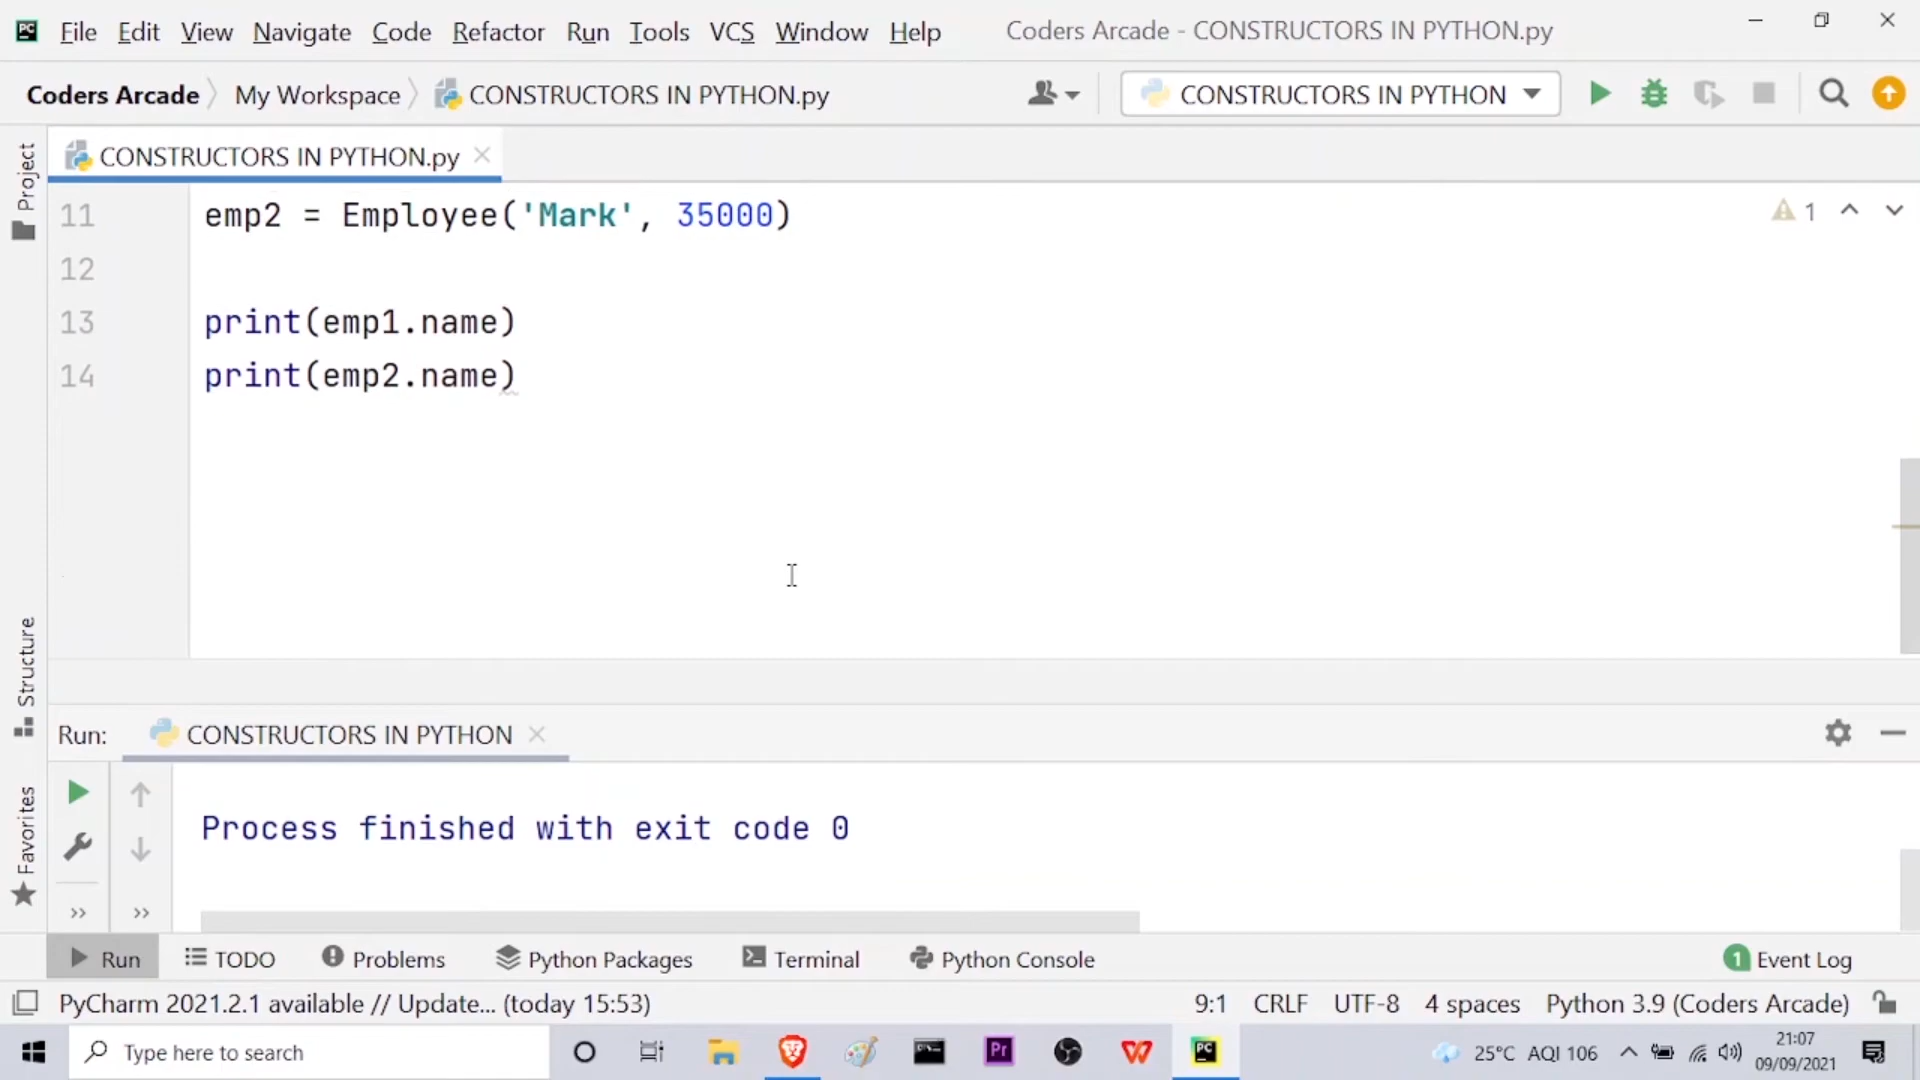 File Edit View Navigate Code Refactor Run Tools VCS Window Help Coders Arcade - CONSTRUCTORS IN PYTHON.py
Coders Arcade My Workspace CONSTRUCTORS IN PYTHON.py CONSTRUCTORS IN PYTHON
Project
CONSTRUCTORS IN PYTHON.py
11 emp2 = Employee('Mark', 35000)
1
12
13 print(emp1.name)
14 print(emp2.name)
Structure
Run: CONSTRUCTORS IN PYTHON
Favorites
Process finished with exit code 0
Run TODO Problems Python Packages Terminal Python Console 1 Event Log
PyCharm 2021.2.1 available // Update... (today 15:53) 9:1 CRLF UTF-8 4 spaces Python 3.9 (Coders Arcade)
Type here to search Pr PC 25°C AQI 106 21:07
09/09/2021